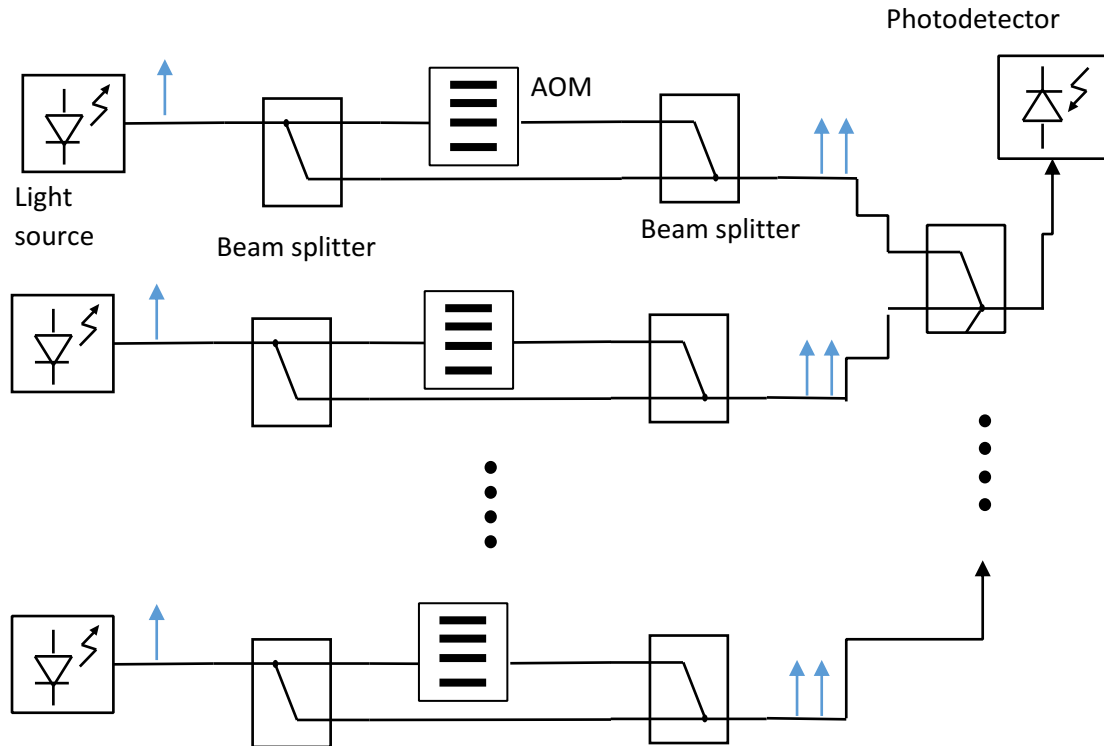 Photodetector
AOM
Light
source
Beam splitter
Beam splitter